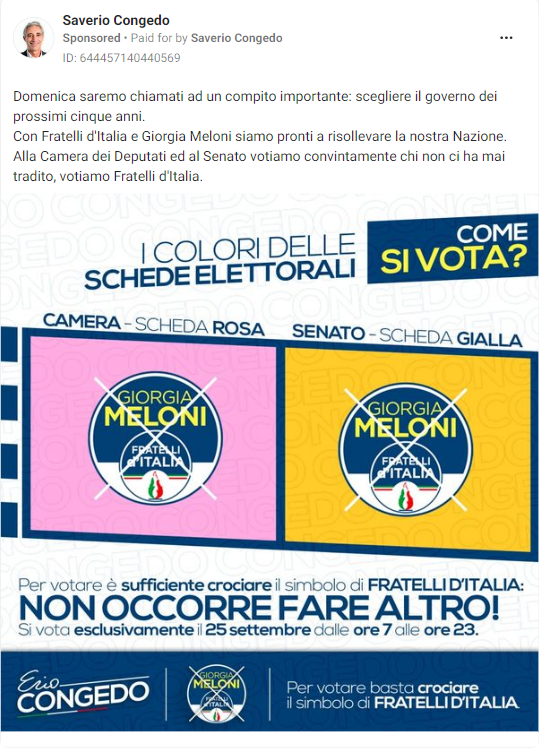 Saverio Congedo
Sponsored • Paid for by Saverio Congedo
ID: 644457140440569
Domenica saremo chiamati ad un compito importante: scegliere il governo dei
prossimi cinque anni.
Con Fratelli d'Italia e Giorgia Meloni siamo pronti a risollevare la nostra Nazione.
Alla Camera dei Deputati ed al Senato votiamo convintamente chi non ci ha mai
tradito, votiamo Fratelli d'Italia.
I COLORI DELLE
SCHEDE ELETTORALI
COME
SI VOTA?
CAMERA – SCHEDA ROSA
GIORGIA
MELONI
FRATELLI
d'ITALIA
SENATO – SCHEDA GIALLA
GIORGIA
MELONI
FRATELLI
d'ITALIA
Per votare è sufficiente crociare il simbolo di FRATELLI D'ITALIA:
NON OCCORRE FARE ALTRO!
Si vota esclusivamente il 25 settembre dalle ore 7 alle ore 23.
Erio
CONGEDO
GIORGIA
MELONI
FRATELLI
d'ITALIA
Per votare basta crociare
il simbolo di FRATELLI D'ITALIA